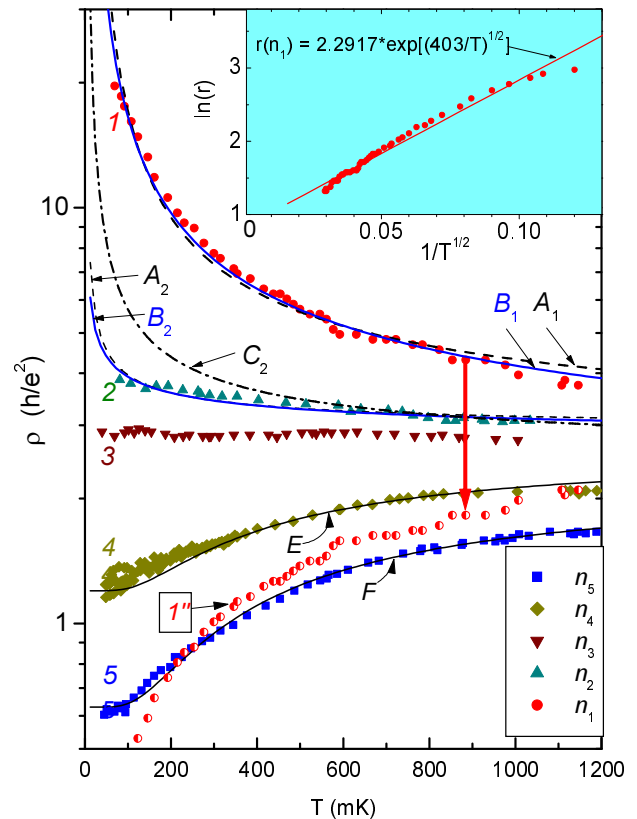 r(n₁) = 2.2917*exp[(403/T)^1/2]
ln(r)
3
2
1
0
0.05
0.10
1/T^1/2
10
1
ρ (h/e²)
1
A₂
B₂
C₂
B₁
A₁
2
3
4
E
1"
F
5
n₅
n₄
n₃
n₂
n₁
0
200
400
600
800
1000
1200
T (mK)